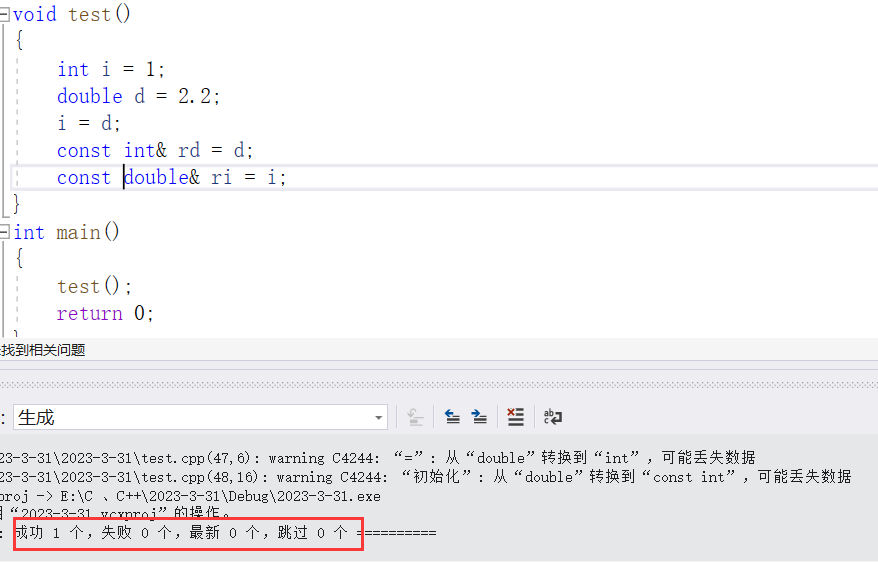 void test()
{
int i = 1;
double d = 2.2;
i = d;
const int& rd = d;
const double& ri = i;
}
int main()
{
test();
return 0;
}
找到相关问题
: 生成
23-3-31\2023-3-31\test.cpp(47,6): warning C4244: “=”: 从“double”转换到“int”，可能丢失数据
23-3-31\2023-3-31\test.cpp(48,16): warning C4244: “初始化”: 从“double”转换到“const int”，可能丢失数据
proj -> E:\C 、C++\2023-3-31\Debug\2023-3-31.exe
“2023-3-31.vcxproj”的操作。
: 成功 1 个，失败 0 个，最新 0 个，跳过 0 个 ==========